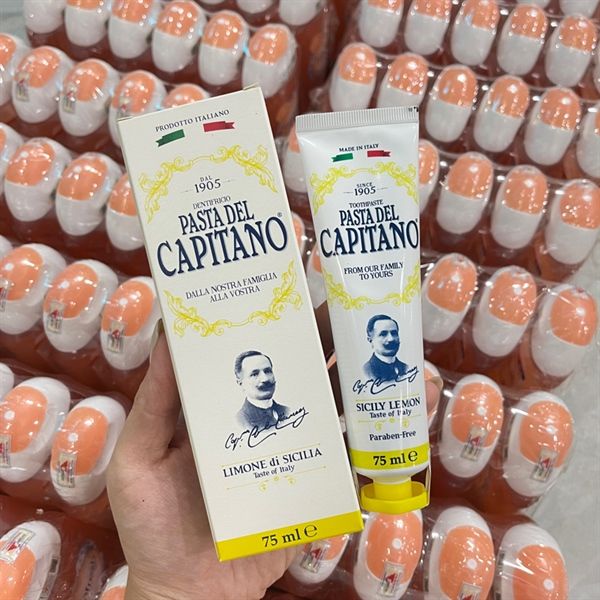 PRODOTTO ITALIANO
DAL
1905
DENTIFRICIO
PASTA DEL
CAPITANO®
DALLA NOSTRA FAMIGLIA
ALLA VOSTRA
LIMONE di SICILIA
Taste of Italy
75 ml ℮
MADE IN ITALY
SINCE
1905
TOOTHPASTE
PASTA DEL
CAPITANO®
FROM OUR FAMILY
TO YOURS
SICILY LEMON
Taste of Italy
Paraben-Free
75 ml ℮